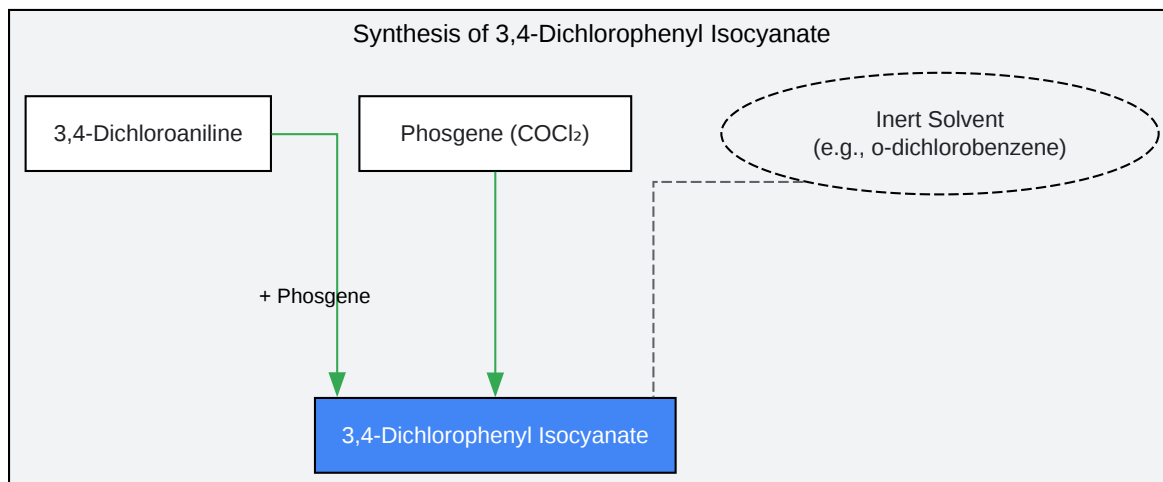 Synthesis of 3,4-Dichlorophenyl Isocyanate
3,4-Dichloroaniline
Phosgene (COCl₂)
Inert Solvent
(e.g., o-dichlorobenzene)
+ Phosgene
3,4-Dichlorophenyl Isocyanate